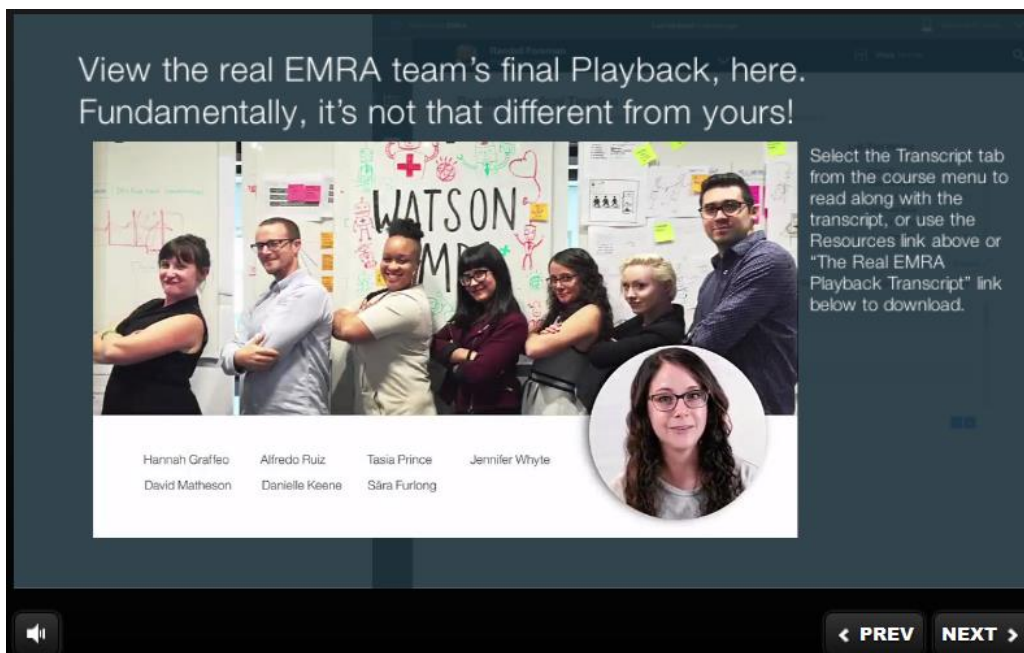 View the real EMRA team's final Playback, here.
Fundamentally, it's not that different from yours!
WATSON
Select the Transcript tab
from the course menu to
read along with the
transcript, or use the
Resources link above or
“The Real EMRA
Playback Transcript” link
below to download.
Hannah Graffeo Alfredo Ruiz Tasia Prince Jennifer Whyte
David Matheson Danielle Keene Sāra Furlong
PREV NEXT